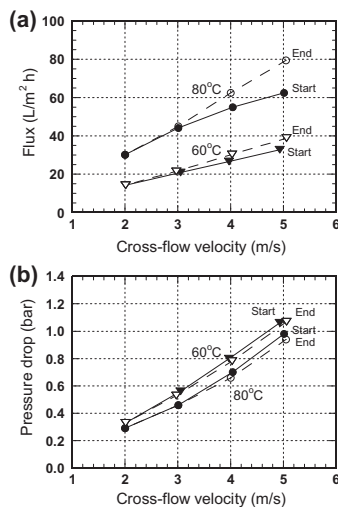 (a)
100
80
60
40
20
0
Flux (L/m² h)
80°C
End
Start
60°C
End
Start
1 2 3 4 5 6
Cross-flow velocity (m/s)
(b)
1.4
1.2
1.0
0.8
0.6
0.4
0.2
0.0
Pressure drop (bar)
Start End
Start
60°C
End
80°C
1 2 3 4 5 6
Cross-flow velocity (m/s)